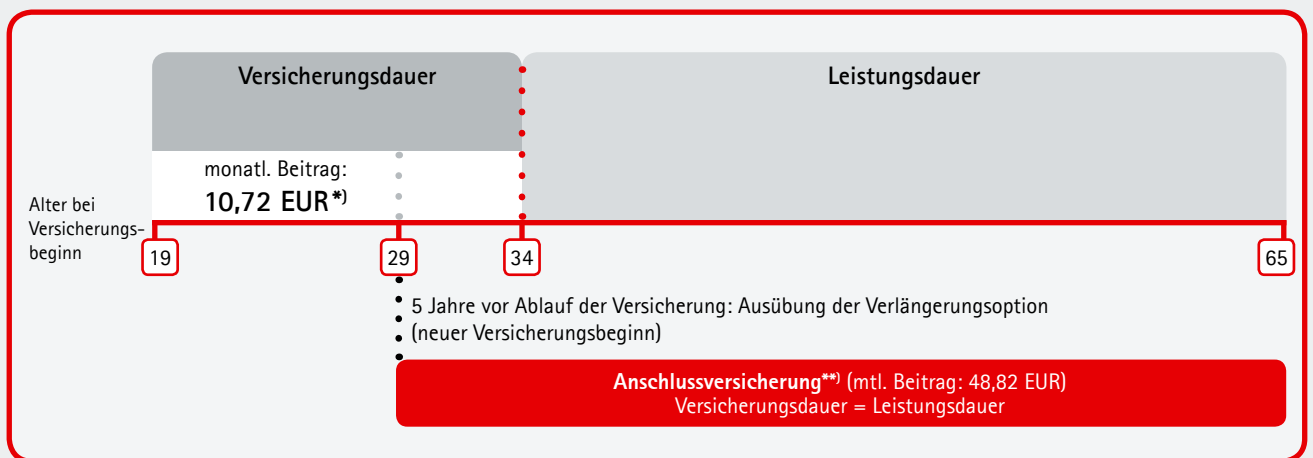 Versicherungsdauer
Leistungsdauer
monatl. Beitrag:
10,72 EUR*)
Alter bei
Versicherungs-
beginn
19
29
34
65
5 Jahre vor Ablauf der Versicherung: Ausübung der Verlängerungsoption
(neuer Versicherungsbeginn)
Anschlussversicherung**) (mtl. Beitrag: 48,82 EUR)
Versicherungsdauer = Leistungsdauer